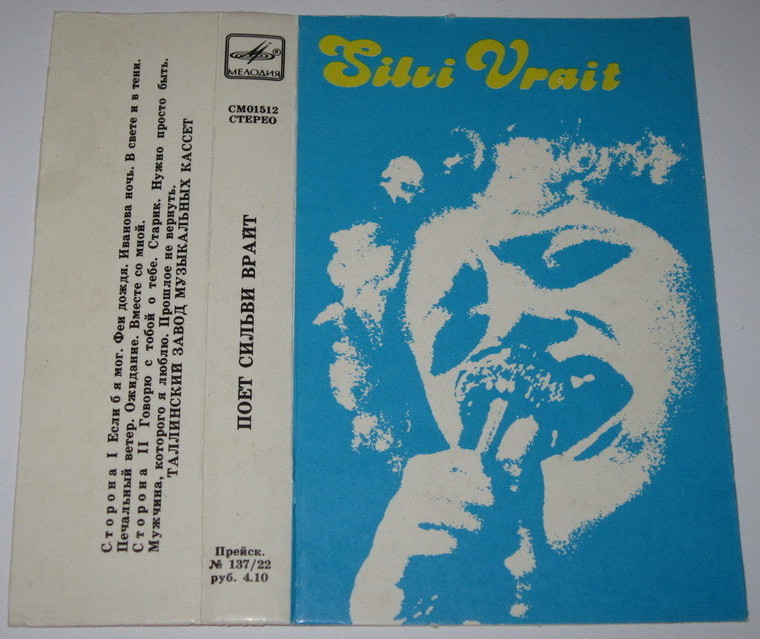 Сторона I Если б я мог. Феи дождя. Иванова ночь. В свете и в тени.
Печальный ветер. Ожидание. Вместе со мной.
Сторона II Говорю с тобой о тебе. Старик. Нужно просто быть.
Мужчина, которого я люблю. Прошлое не вернуть.
ТАЛЛИНСКИЙ ЗАВОД МУЗЫКАЛЬНЫХ КАССЕТ
МЕЛОДИЯ
СМ01512
СТЕРЕО
ПОЕТ СИЛЬВИ ВРАЙТ
Прейск.
№ 137/22
руб. 4.10
Silvi Vrait